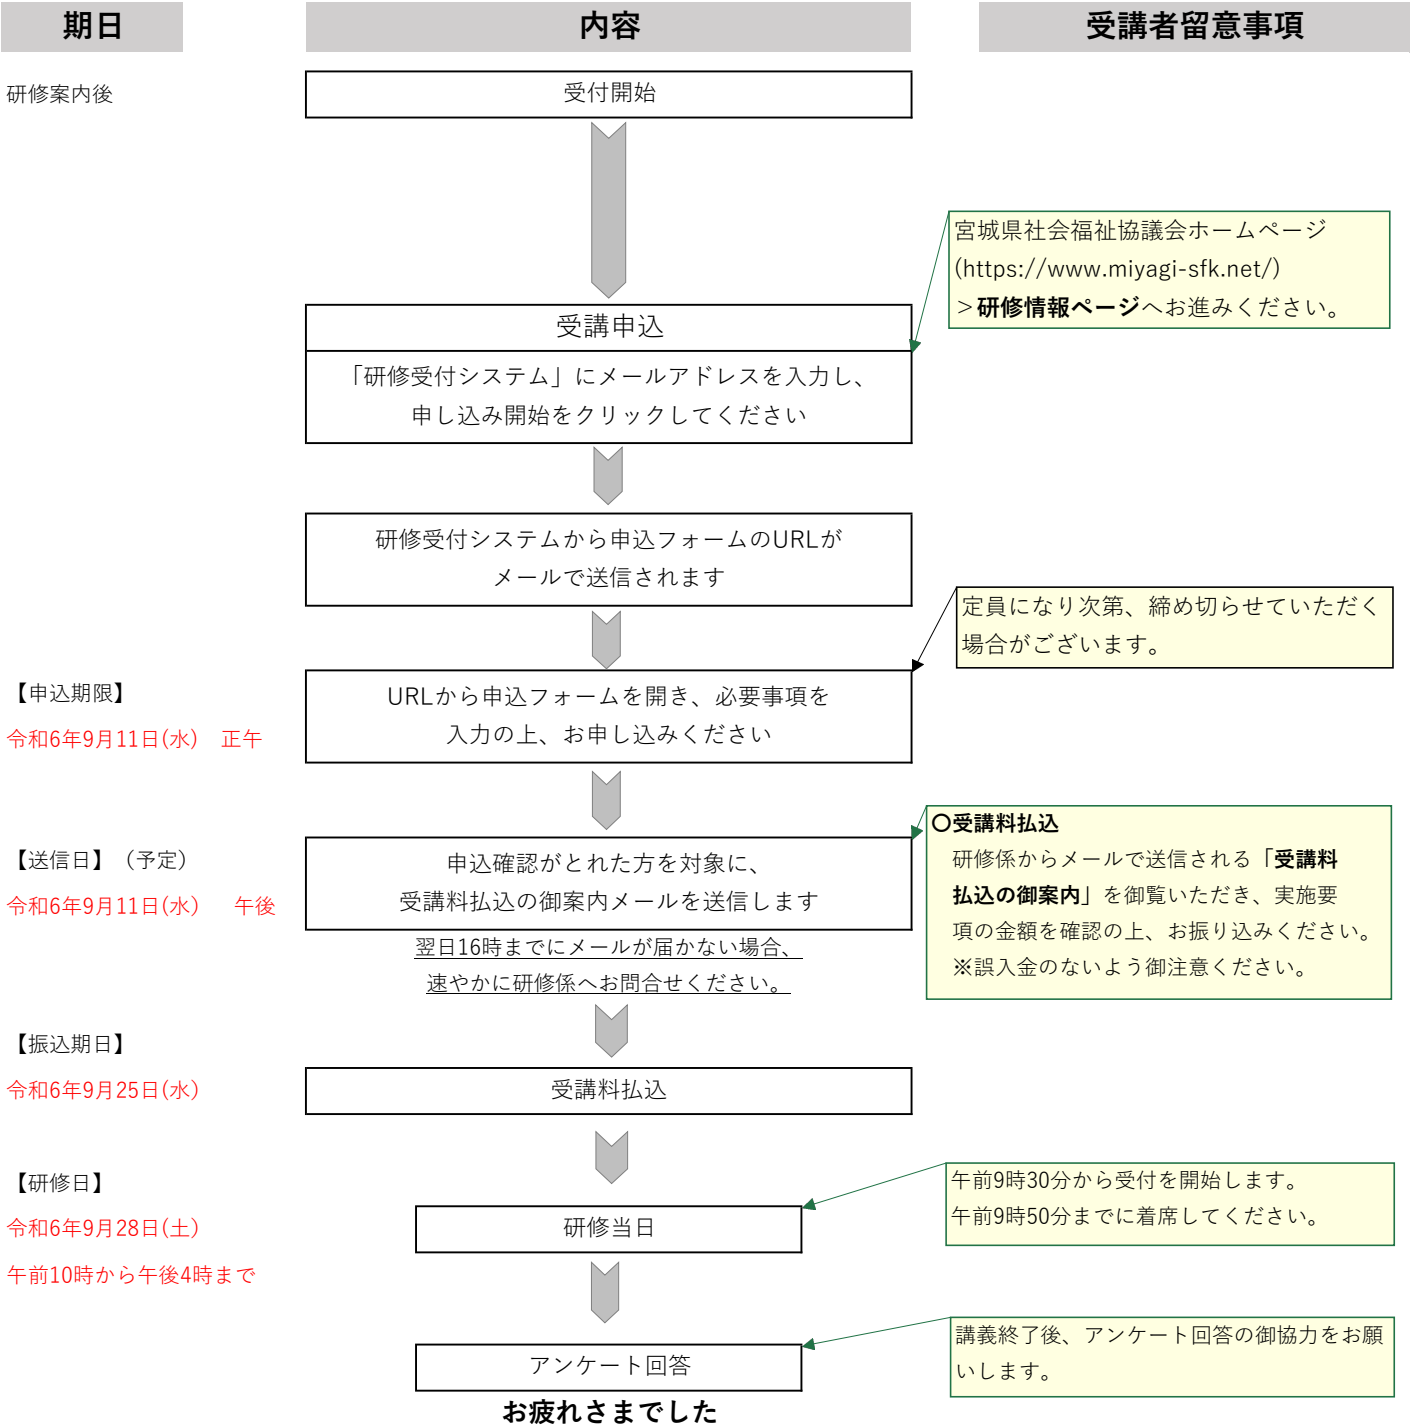 期日
内容
受講者留意事項
研修案内後
受付開始
宮城県社会福祉協議会ホームページ
(https://www.miyagi-sfk.net/)
＞研修情報ページへお進みください。
受講申込
「研修受付システム」にメールアドレスを入力し、
申し込み開始をクリックしてください
研修受付システムから申込フォームのURLが
メールで送信されます
定員になり次第、締め切らせていただく
場合がございます。
【申込期限】
令和6年9月11日(水)　正午
URLから申込フォームを開き、必要事項を
入力の上、お申し込みください
【送信日】（予定）
令和6年9月11日(水)　午後
申込確認がとれた方を対象に、
受講料払込の御案内メールを送信します
翌日16時までにメールが届かない場合、
速やかに研修係へお問合せください。
〇受講料払込
研修係からメールで送信される「受講料
払込の御案内」を御覧いただき、実施要
項の金額を確認の上、お振り込みください。
※誤入金のないよう御注意ください。
【振込期日】
令和6年9月25日(水)
受講料払込
【研修日】
令和6年9月28日(土)
午前10時から午後4時まで
研修当日
午前9時30分から受付を開始します。
午前9時50分までに着席してください。
アンケート回答
講義終了後、アンケート回答の御協力をお願
いします。
お疲れさまでした